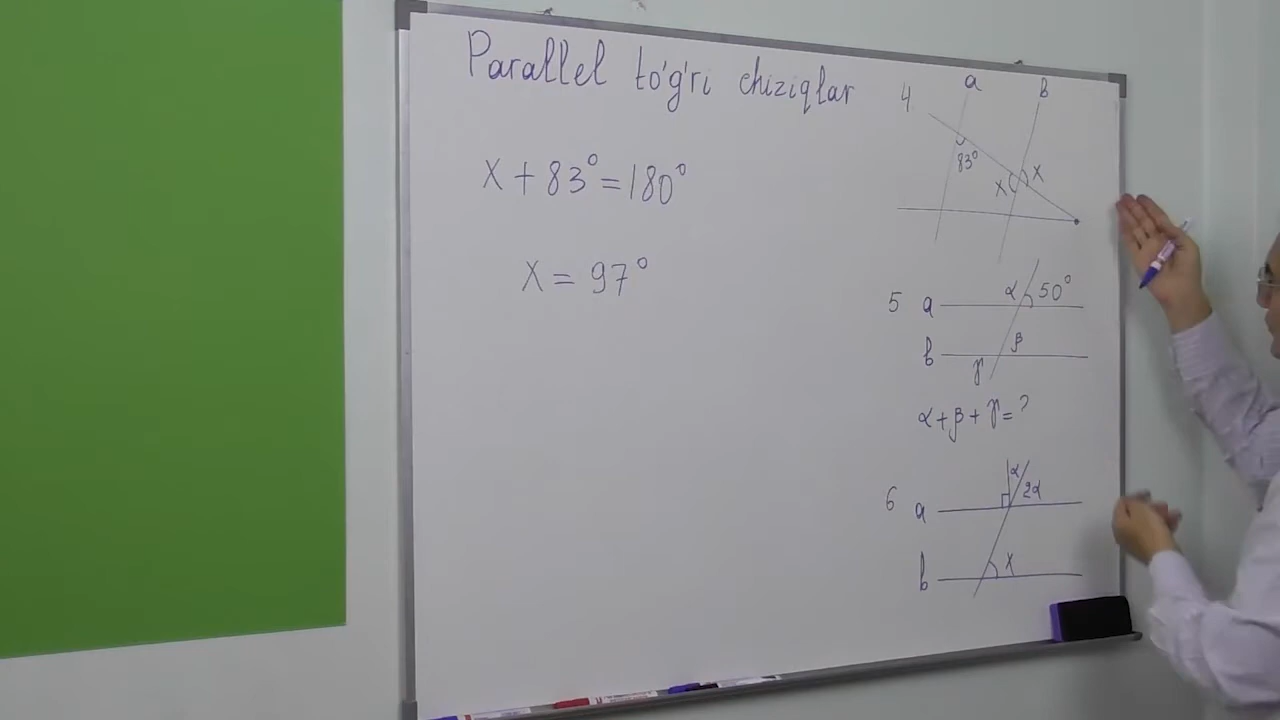 Parallel to'g'ri chiziqlar
x + 83° = 180°
x = 97°
4
a
b
83°
x
x
5
a
α
50°
b
β
γ
α + β + γ = ?
6
a
α
2α
b
x